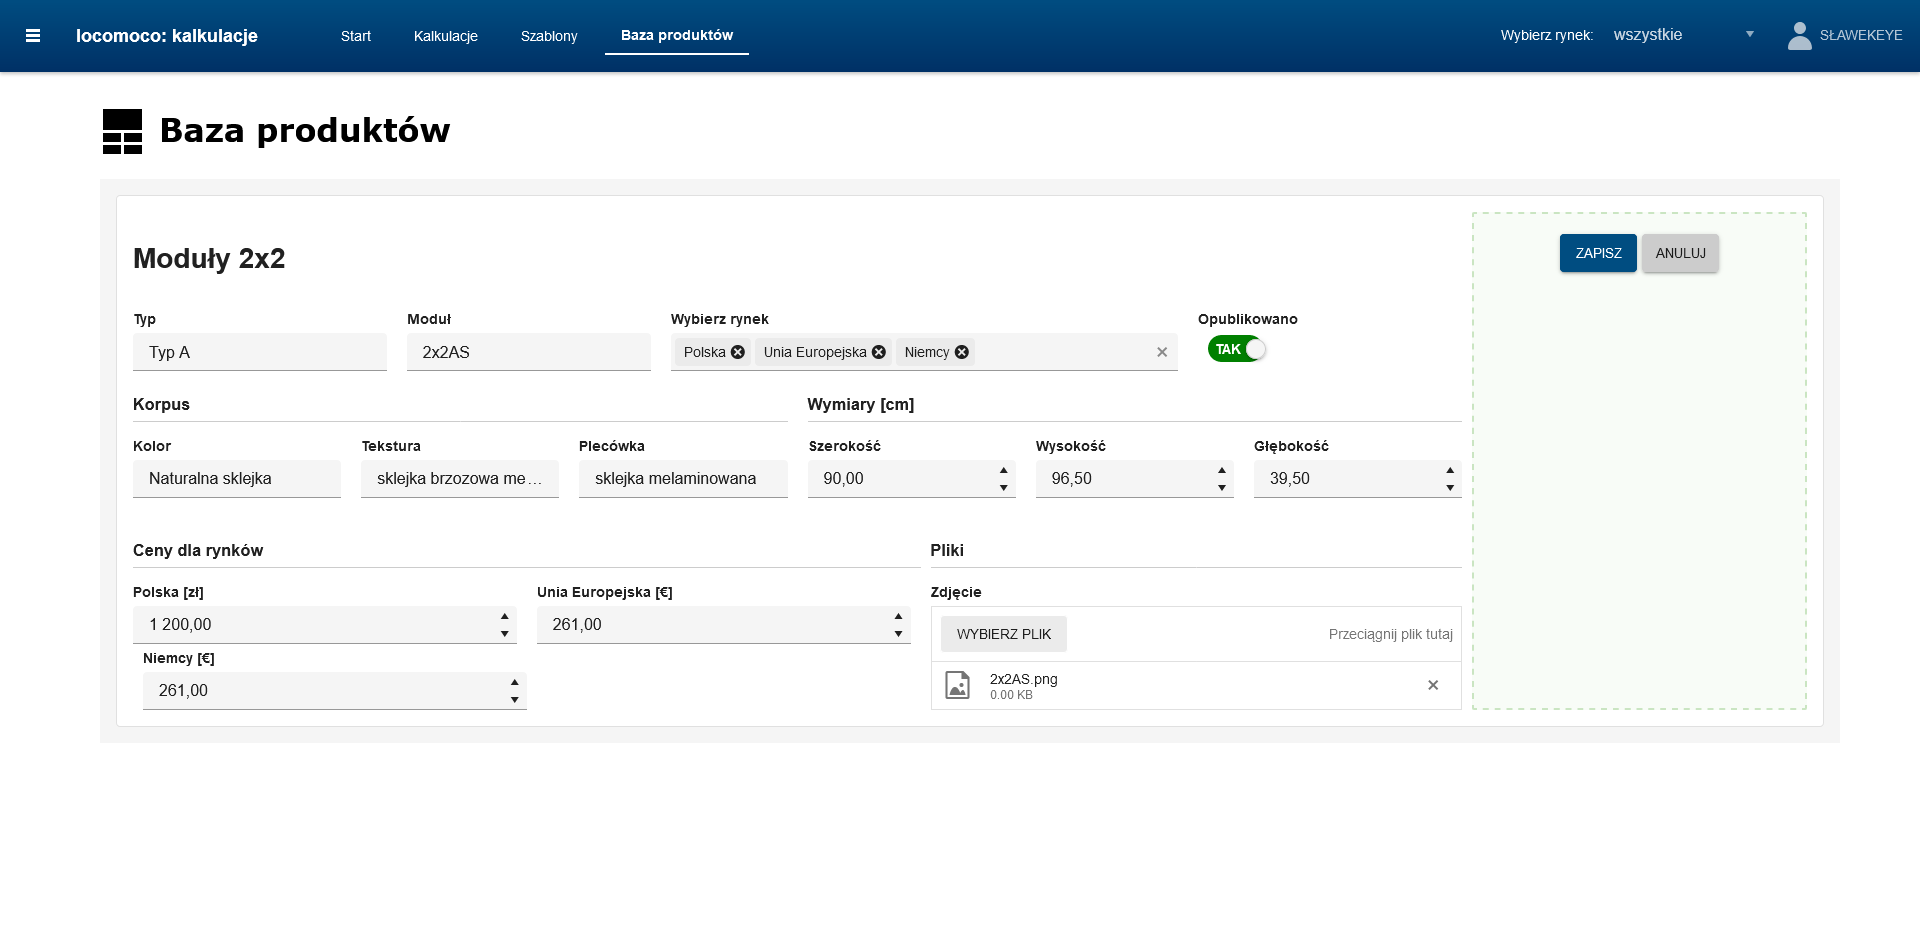 locomoco: kalkulacje
Start
Kalkulacje
Szablony
Baza produktów
Wybierz rynek:
wszystkie
SŁAWEKEYE
Baza produktów
Moduły 2x2
ZAPISZ
ANULUJ
Typ
Moduł
Wybierz rynek
Opublikowano
Typ A
2x2AS
Polska
Unia Europejska
Niemcy
TAK
Korpus
Wymiary [cm]
Kolor
Tekstura
Plecówka
Szerokość
Wysokość
Głębokość
Naturalna sklejka
sklejka brzozowa me…
sklejka melaminowana
90,00
96,50
39,50
Ceny dla rynków
Pliki
Polska [zł]
Unia Europejska [€]
Zdjęcie
1 200,00
261,00
WYBIERZ PLIK
Przeciągnij plik tutaj
Niemcy [€]
261,00
2x2AS.png
0.00 KB